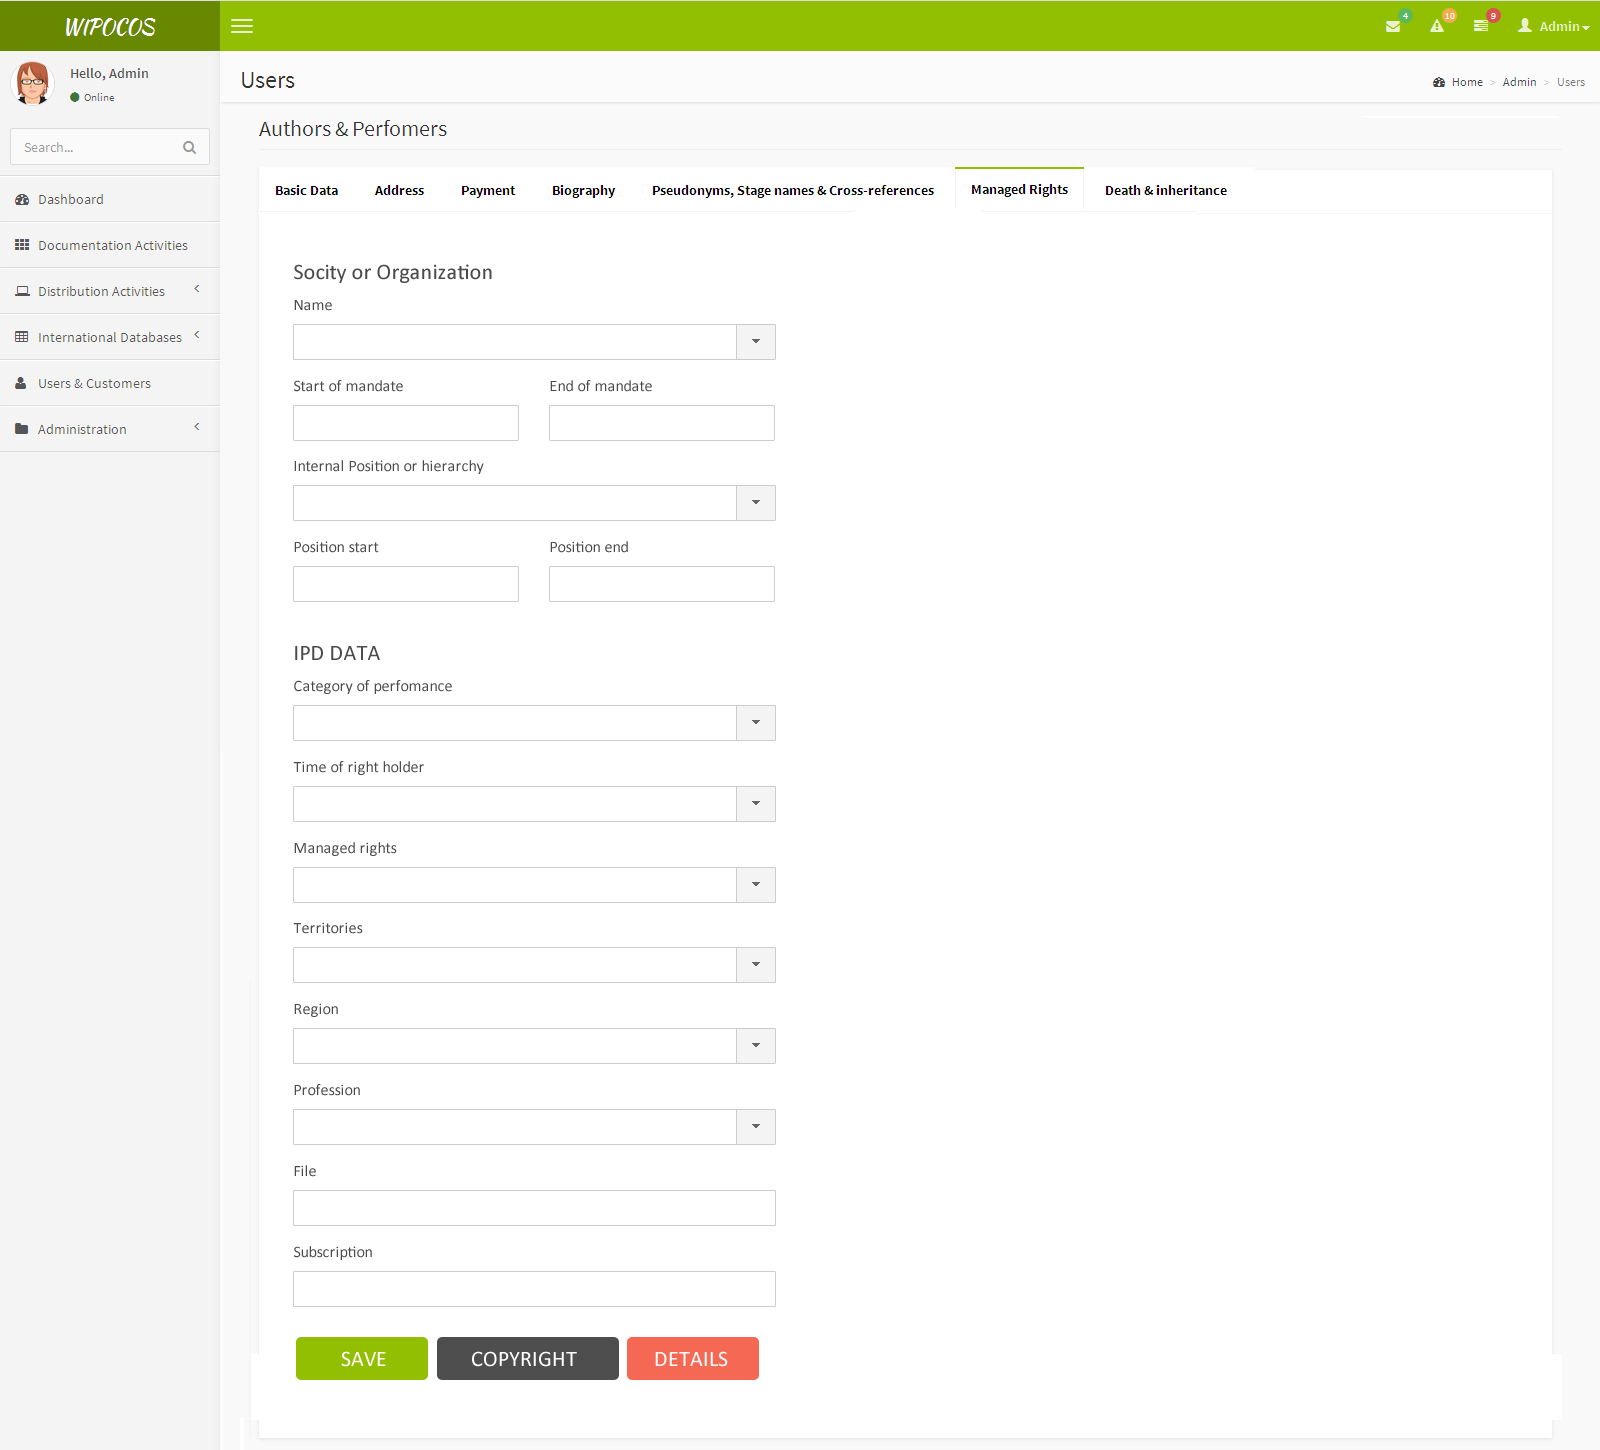 WIPOCOS
4 10 9 Admin
Hello, Admin
Online
Search...
Dashboard
Documentation Activities
Distribution Activities
International Databases
Users & Customers
Administration
Users
Home > Admin > Users
Authors & Perfomers
Basic Data Address Payment Biography Pseudonyms, Stage names & Cross-references Managed Rights Death & inheritance
Socity or Organization
Name
Start of mandate End of mandate
Internal Position or hierarchy
Position start Position end
IPD DATA
Category of perfomance
Time of right holder
Managed rights
Territories
Region
Profession
File
Subscription
SAVE COPYRIGHT DETAILS